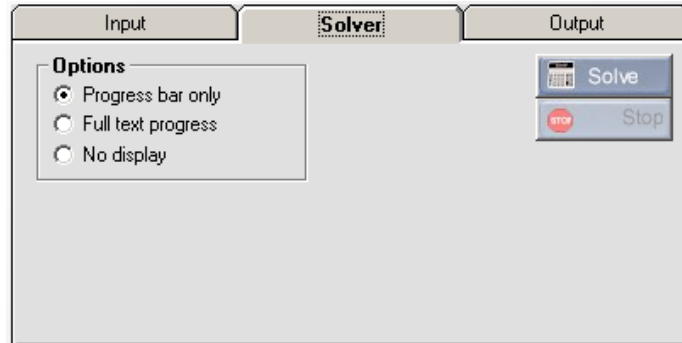 Input Solver Output
Options
Progress bar only
Full text progress
No display
Solve
STOP Stop